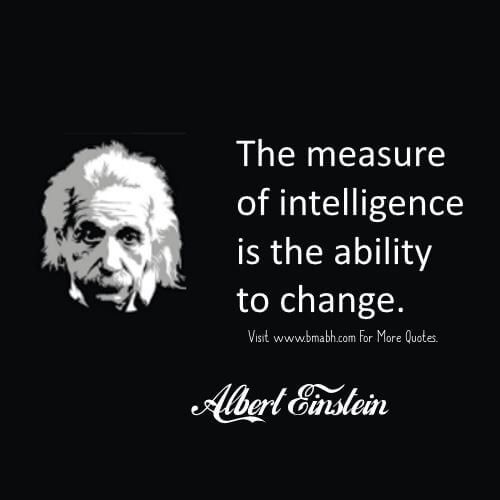 The measure
of intelligence
is the ability
to change.
Visit www.bmabh.com For More Quotes.
Albert Einstein